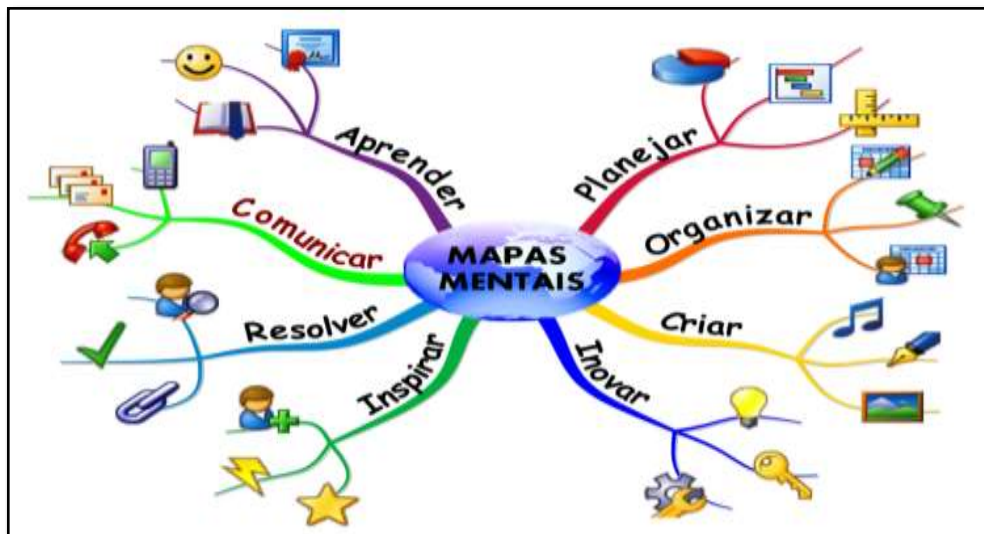 Aprender
Planejar
Comunicar
Organizar
MAPAS
MENTAIS
Resolver
Criar
Inspirar
Inovar